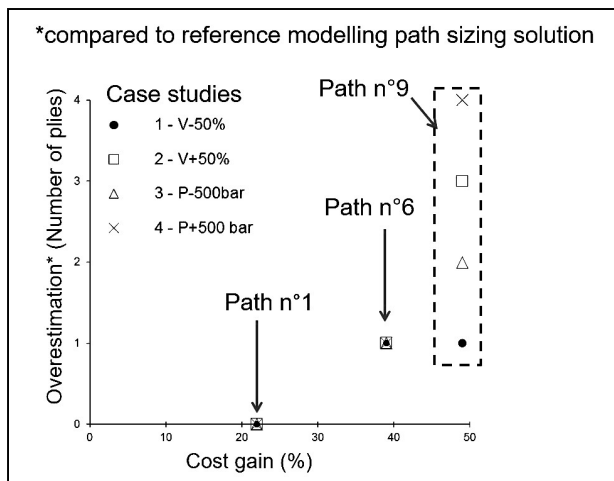 *compared to reference modelling path sizing solution
Overestimation* (Number of plies)
4
3
2
1
0
Case studies
1 - V-50%
2 - V+50%
3 - P-500bar
4 - P+500 bar
Path n°9
Path n°6
Path n°1
0
10
20
30
40
50
Cost gain (%)